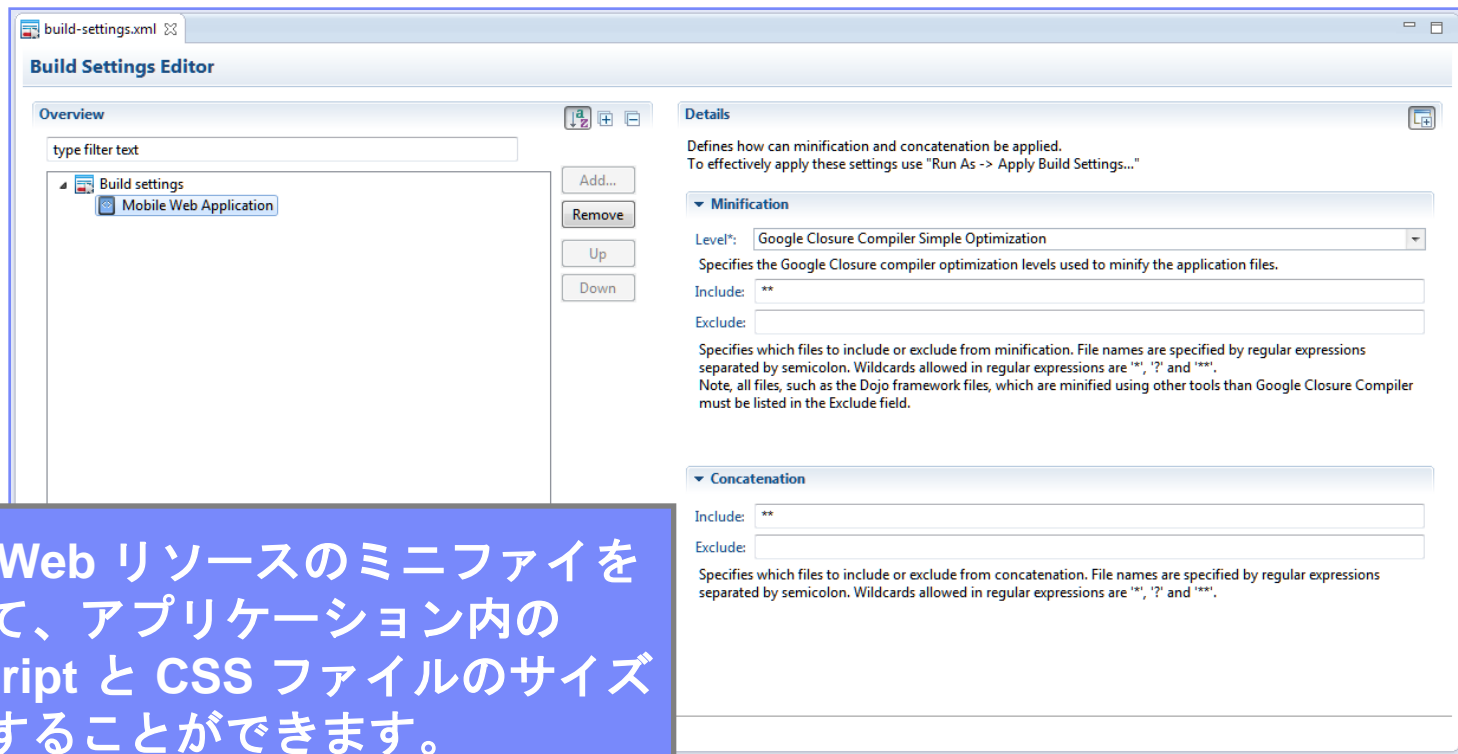 build-settings.xml
Build Settings Editor
Overview
type filter text
Build settings
Mobile Web Application
Add...
Remove
Up
Down
Details
Defines how can minification and concatenation be applied.
To effectively apply these settings use "Run As -> Apply Build Settings..."
Minification
Level*: Google Closure Compiler Simple Optimization
Specifies the Google Closure compiler optimization levels used to minify the application files.
Include: **
Exclude:
Specifies which files to include or exclude from minification. File names are specified by regular expressions
separated by semicolon. Wildcards allowed in regular expressions are '*', '?' and '**'.
Note, all files, such as the Dojo framework files, which are minified using other tools than Google Closure Compiler
must be listed in the Exclude field.
Concatenation
Include: **
Exclude:
Specifies which files to include or exclude from concatenation. File names are specified by regular expressions
separated by semicolon. Wildcards allowed in regular expressions are '*', '?' and '**'.
Web リソースのミニファイを
て、アプリケーション内の
ript と CSS ファイルのサイズ
することができます。